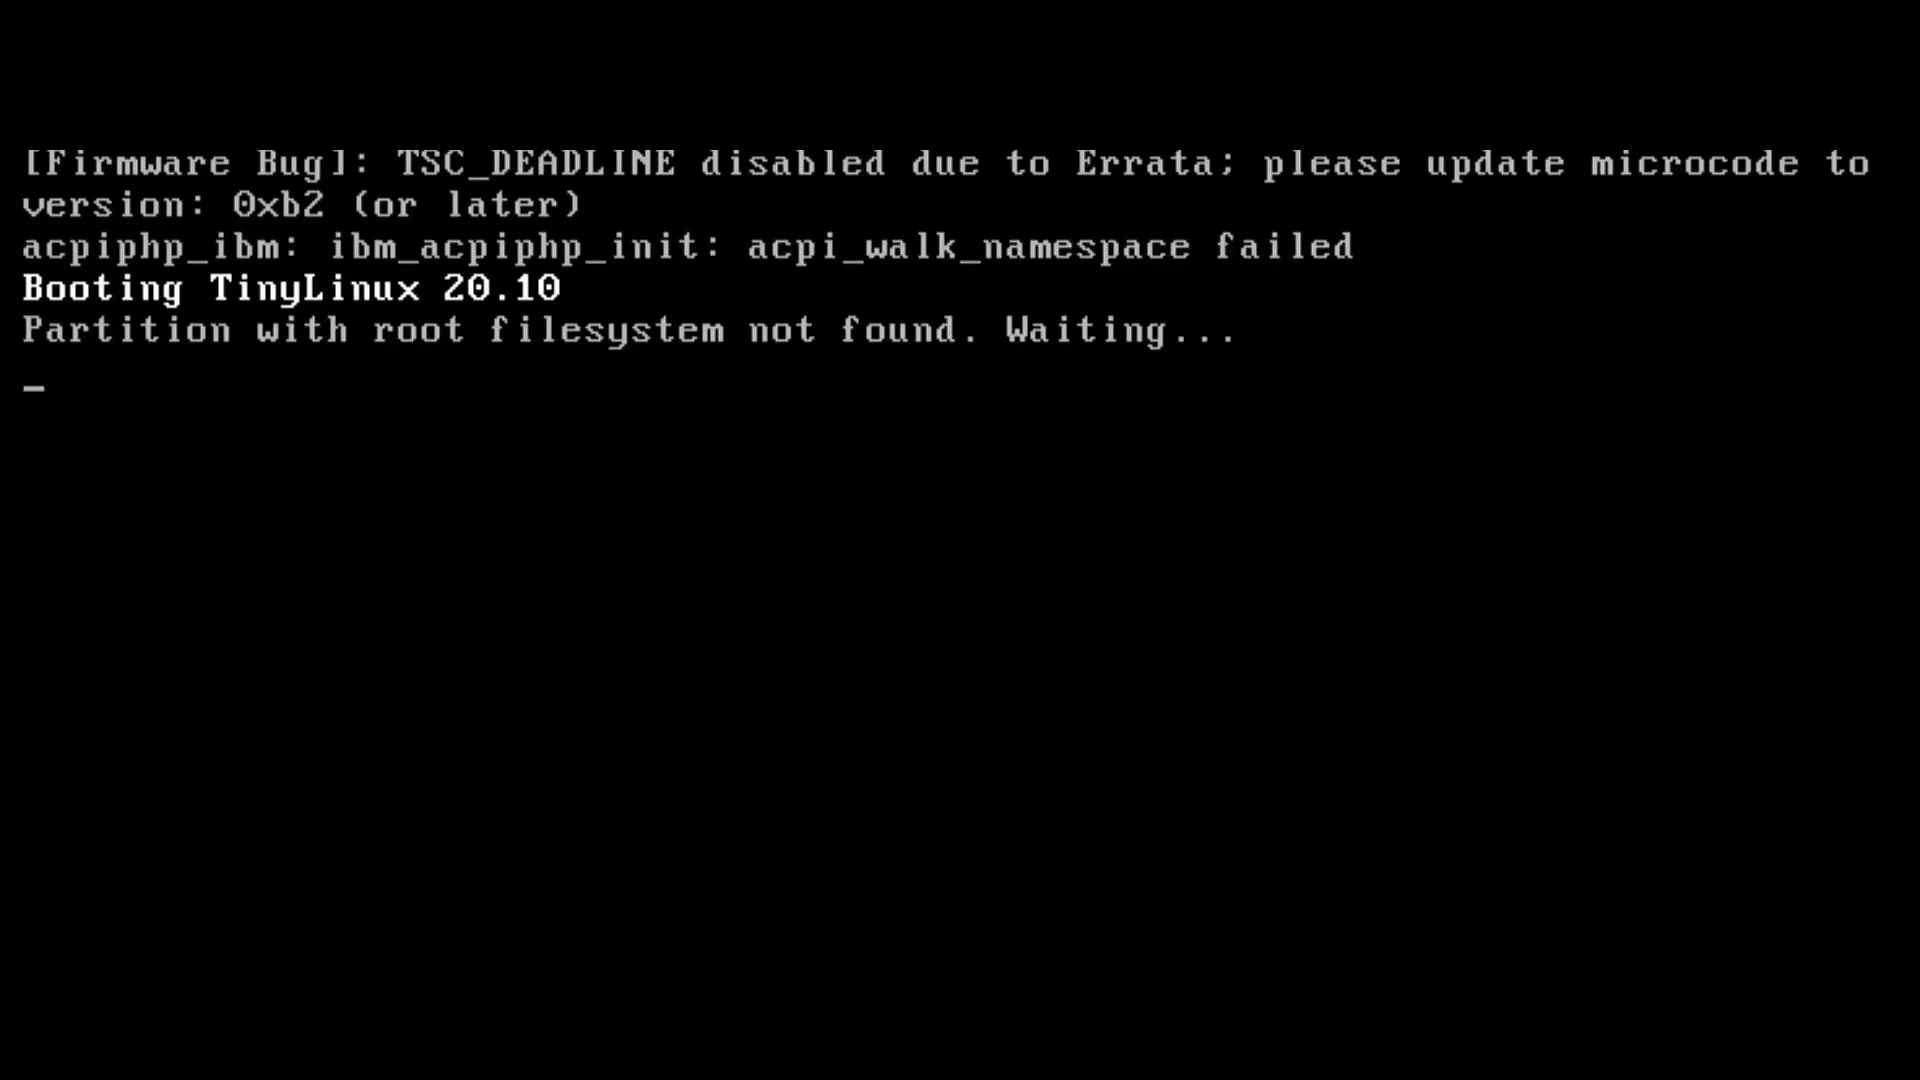 [Firmware Bug]: TSC_DEADLINE disabled due to Errata; please update microcode to
version: 0xb2 (or later)
acpiphp_ibm: ibm_acpiphp_init: acpi_walk_namespace failed
Booting TinyLinux 20.10
Partition with root filesystem not found. Waiting...
_